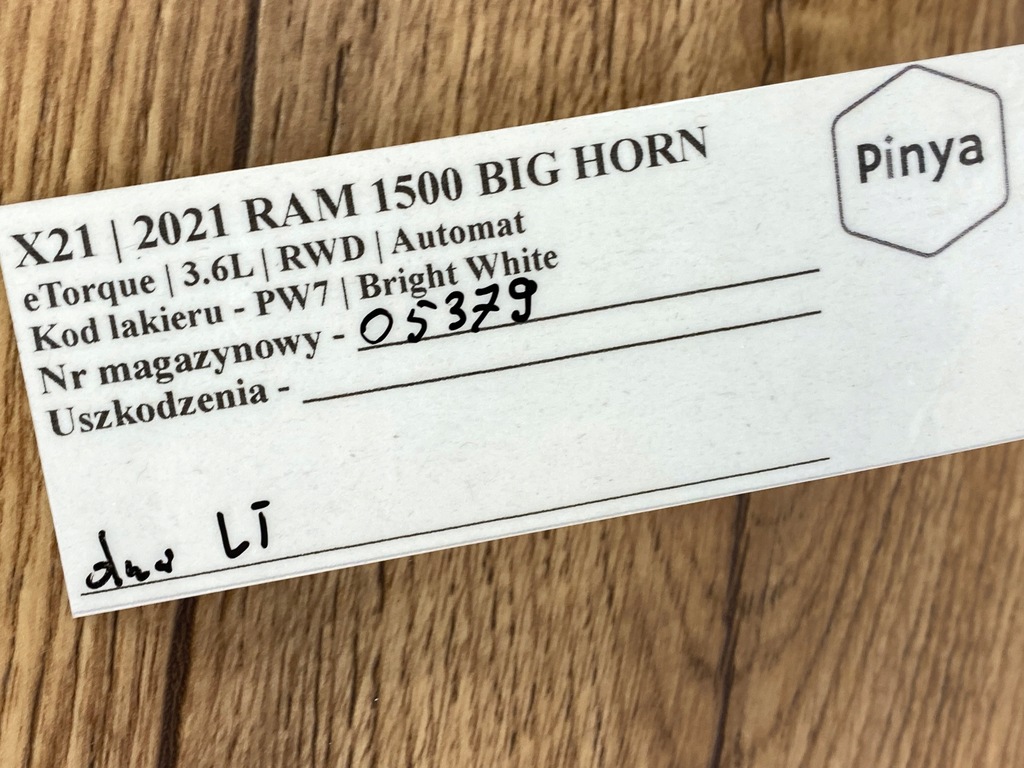 Pinya
X21 | 2021 RAM 1500 BIG HORN
eTorque | 3.6L | RWD | Automat
Kod lakieru - PW7 | Bright White
Nr magazynowy - 05379
Uszkodzenia -